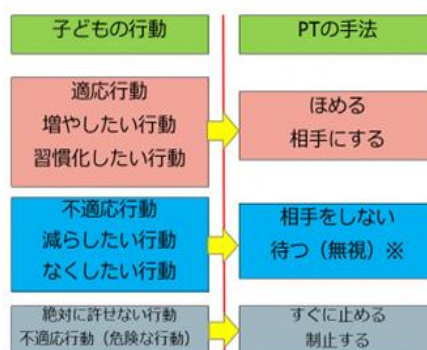 子どもの行動
PTの手法
適応行動
増やしたい行動
習慣化したい行動
ほめる
相手にする
不適応行動
減らしたい行動
なくしたい行動
相手をしない
待つ（無視）※
絶対に許せない行動
不適応行動（危険な行動）
すぐに止める
制止する